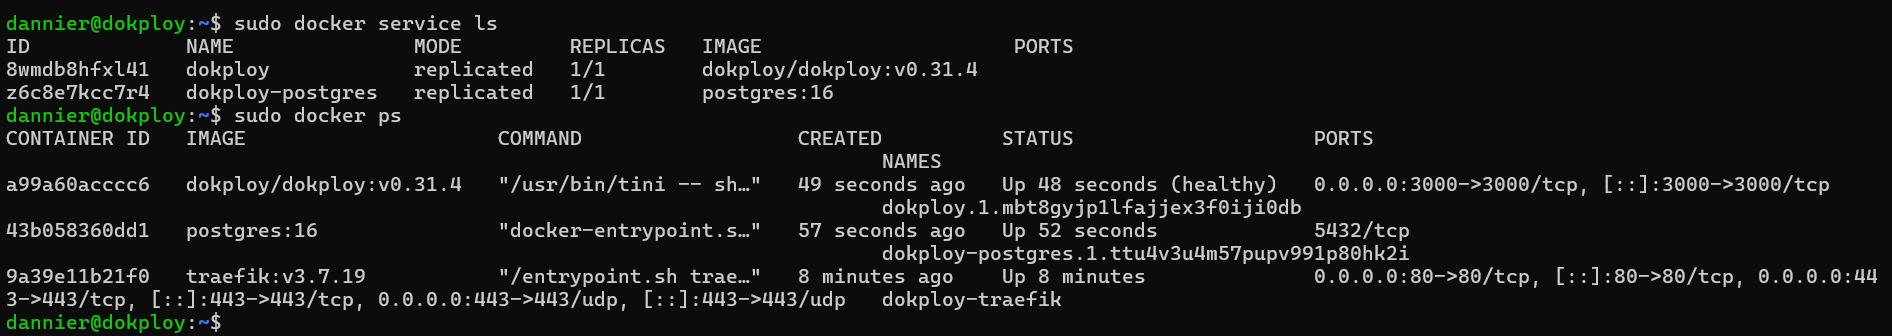 dannier@dokploy:~$ sudo docker service ls
ID             NAME               MODE         REPLICAS   IMAGE                     PORTS
8wmdb8hfxl41   dokploy            replicated   1/1        dokploy/dokploy:v0.31.4
z6c8e7kcc7r4   dokploy-postgres   replicated   1/1        postgres:16
dannier@dokploy:~$ sudo docker ps
CONTAINER ID   IMAGE                     COMMAND                  CREATED          STATUS                    PORTS
                                                                         NAMES
a99a60acccc6   dokploy/dokploy:v0.31.4   "/usr/bin/tini -- sh…"   49 seconds ago   Up 48 seconds (healthy)   0.0.0.0:3000->3000/tcp, [::]:3000->3000/tcp
                                                                         dokploy.1.mbt8gyjp1lfajjex3f0iji0db
43b058360dd1   postgres:16               "docker-entrypoint.s…"   57 seconds ago   Up 52 seconds             5432/tcp
                                                                         dokploy-postgres.1.ttu4v3u4m57pupv991p80hk2i
9a39e11b21f0   traefik:v3.7.19           "/entrypoint.sh trae…"   8 minutes ago    Up 8 minutes              0.0.0.0:80->80/tcp, [::]:80->80/tcp, 0.0.0.0:44
3->443/tcp, [::]:443->443/tcp, 0.0.0.0:443->443/udp, [::]:443->443/udp   dokploy-traefik
dannier@dokploy:~$